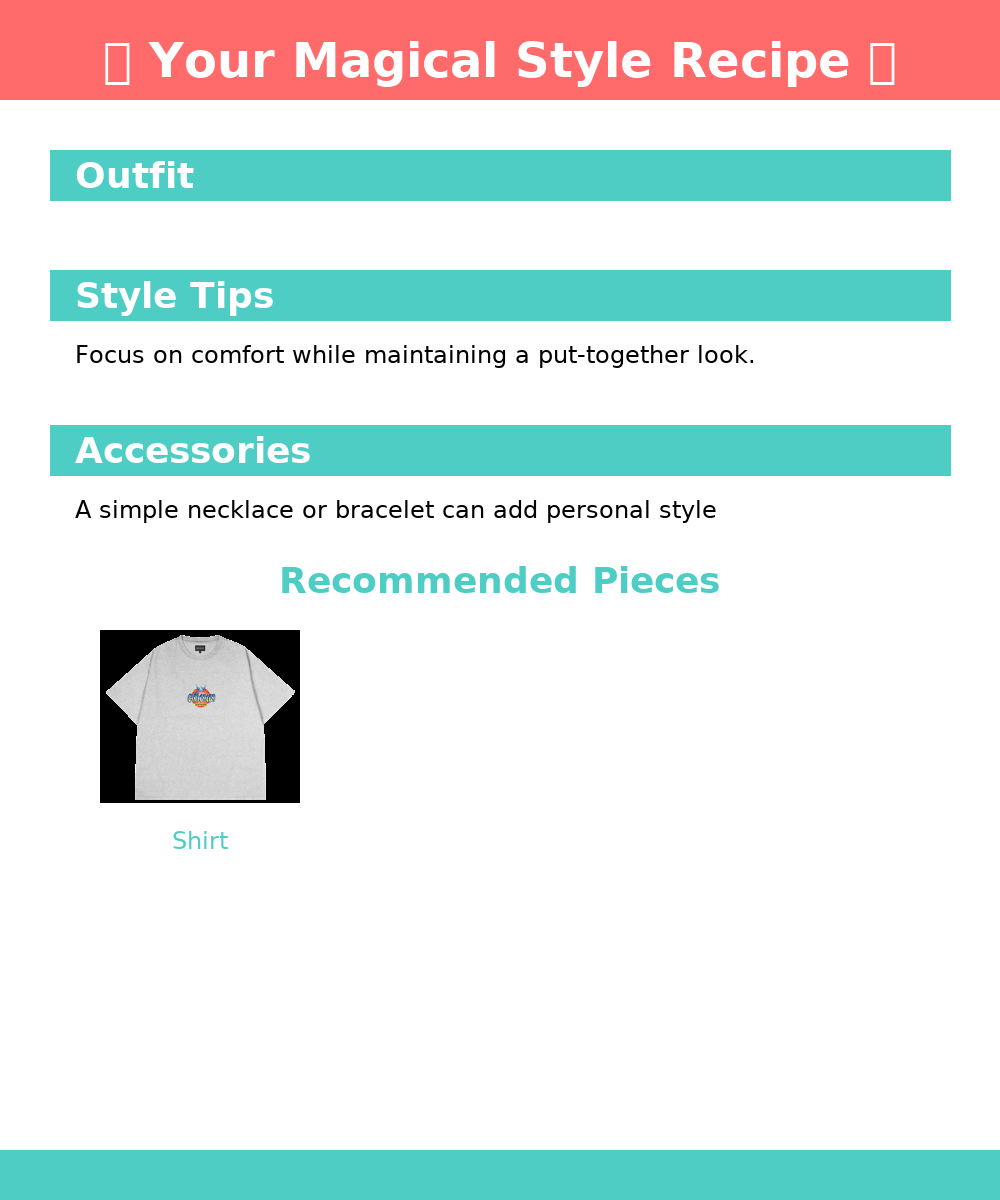 Your Magical Style Recipe
Outfit
Style Tips
Focus on comfort while maintaining a put-together look.
Accessories
A simple necklace or bracelet can add personal style
Recommended Pieces
Shirt